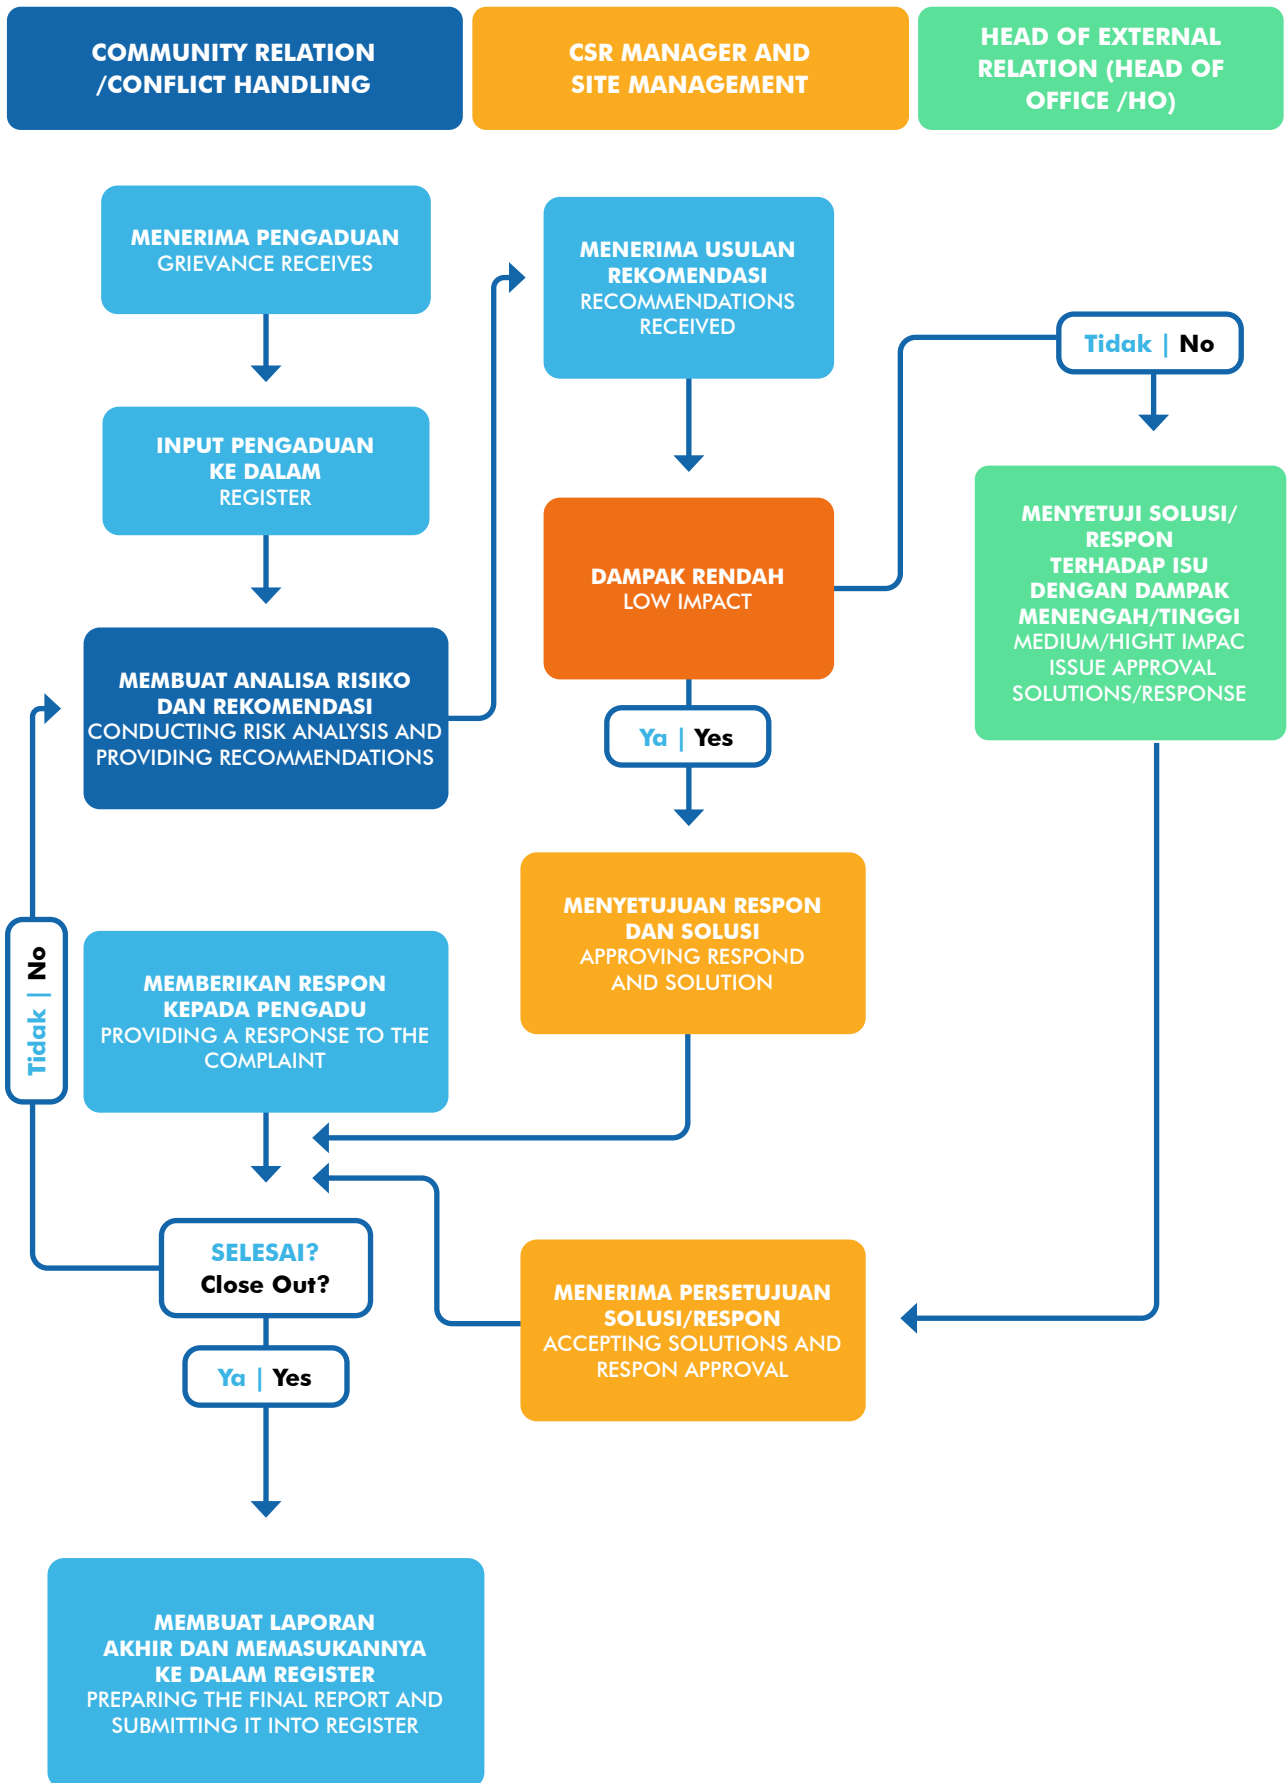 COMMUNITY RELATION
/CONFLICT HANDLING
CSR MANAGER AND
SITE MANAGEMENT
HEAD OF EXTERNAL
RELATION (HEAD OF
OFFICE /HO)
MENERIMA PENGADUAN
GRIEVANCE RECEIVES
INPUT PENGADUAN
KE DALAM
REGISTER
MEMBUAT ANALISA RISIKO
DAN REKOMENDASI
CONDUCTING RISK ANALYSIS AND
PROVIDING RECOMMENDATIONS
MENERIMA USULAN
REKOMENDASI
RECOMMENDATIONS
RECEIVED
DAMPAK RENDAH
LOW IMPACT
Tidak | No
MENYETUJI SOLUSI/
RESPON
TERHADAP ISU
DENGAN DAMPAK
MENENGAH/TINGGI
MEDIUM/HIGHT IMPAC
ISSUE APPROVAL
SOLUTIONS/RESPONSE
Ya | Yes
MENYETUJUAN RESPON
DAN SOLUSI
APPROVING RESPOND
AND SOLUTION
Tidak | No
MEMBERIKAN RESPON
KEPADA PENGADU
PROVIDING A RESPONSE TO THE
COMPLAINT
SELESAI?
Close Out?
MENERIMA PERSETUJUAN
SOLUSI/RESPON
ACCEPTING SOLUTIONS AND
RESPON APPROVAL
Ya | Yes
MEMBUAT LAPORAN
AKHIR DAN MEMASUKANNYA
KE DALAM REGISTER
PREPARING THE FINAL REPORT AND
SUBMITTING IT INTO REGISTER